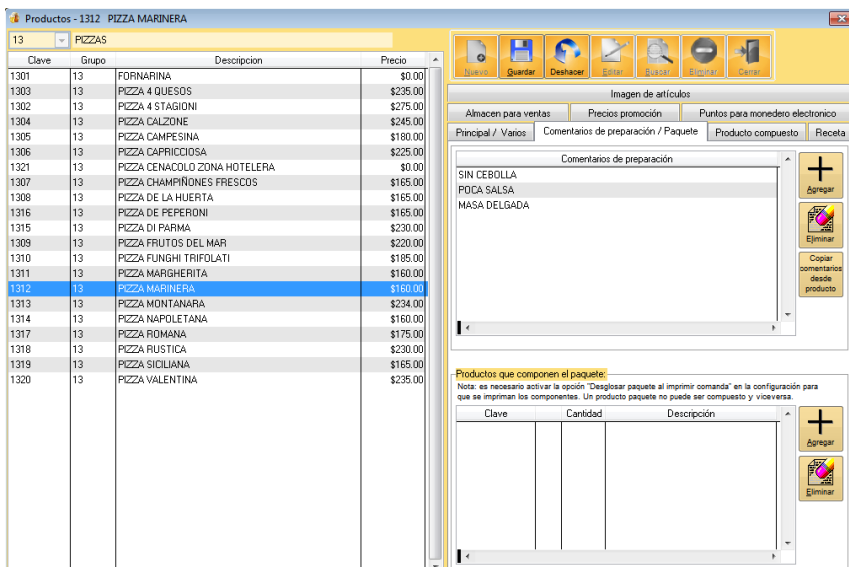 Productos - 1312 PIZZA MARINERA
13 PIZZAS
Clave Grupo Descripcion Precio
1301 13 FORNARINA $0.00
1303 13 PIZZA 4 QUESOS $235.00
1302 13 PIZZA 4 STAGIONI $275.00
1304 13 PIZZA CALZONE $245.00
1305 13 PIZZA CAMPESINA $180.00
1306 13 PIZZA CAPRICCIOSA $225.00
1321 13 PIZZA CENACOLO ZONA HOTELERA $0.00
1307 13 PIZZA CHAMPIÑONES FRESCOS $165.00
1308 13 PIZZA DE LA HUERTA $165.00
1316 13 PIZZA DE PEPERONI $165.00
1315 13 PIZZA DI PARMA $230.00
1309 13 PIZZA FRUTOS DEL MAR $220.00
1310 13 PIZZA FUNGHI TRIFOLATI $185.00
1311 13 PIZZA MARGHERITA $160.00
1312 13 PIZZA MARINERA $160.00
1313 13 PIZZA MONTANARA $234.00
1314 13 PIZZA NAPOLETANA $160.00
1317 13 PIZZA ROMANA $175.00
1318 13 PIZZA RUSTICA $230.00
1319 13 PIZZA SICILIANA $165.00
1320 13 PIZZA VALENTINA $235.00
Nuevo Guardar Deshacer Editar Buscar Eliminar Cerrar
Imagen de artículos
Almacen para ventas Precios promoción Puntos para monedero electronico
Principal / Varios Comentarios de preparación / Paquete Producto compuesto Receta
Comentarios de preparación
SIN CEBOLLA
POCA SALSA
MASA DELGADA
Agregar
Eliminar
Copiar
comentarios
desde
producto
Productos que componen el paquete:
Nota: es necesario activar la opción "Desglosar paquete al imprimir comanda" en la configuración para
que se impriman los componentes. Un producto paquete no puede ser compuesto y viceversa.
Clave Cantidad Descripción
Agregar
Eliminar